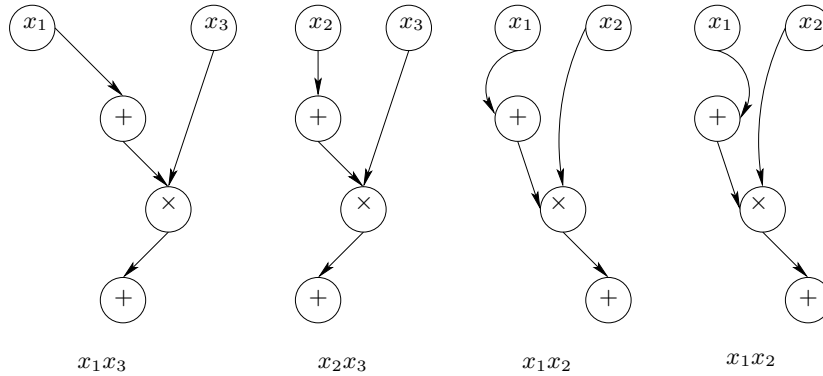 x₁ x₃ x₂ x₃ x₁ x₂ x₁ x₂
+ + + +
× × × ×
+ + + +
x₁x₃ x₂x₃ x₁x₂ x₁x₂